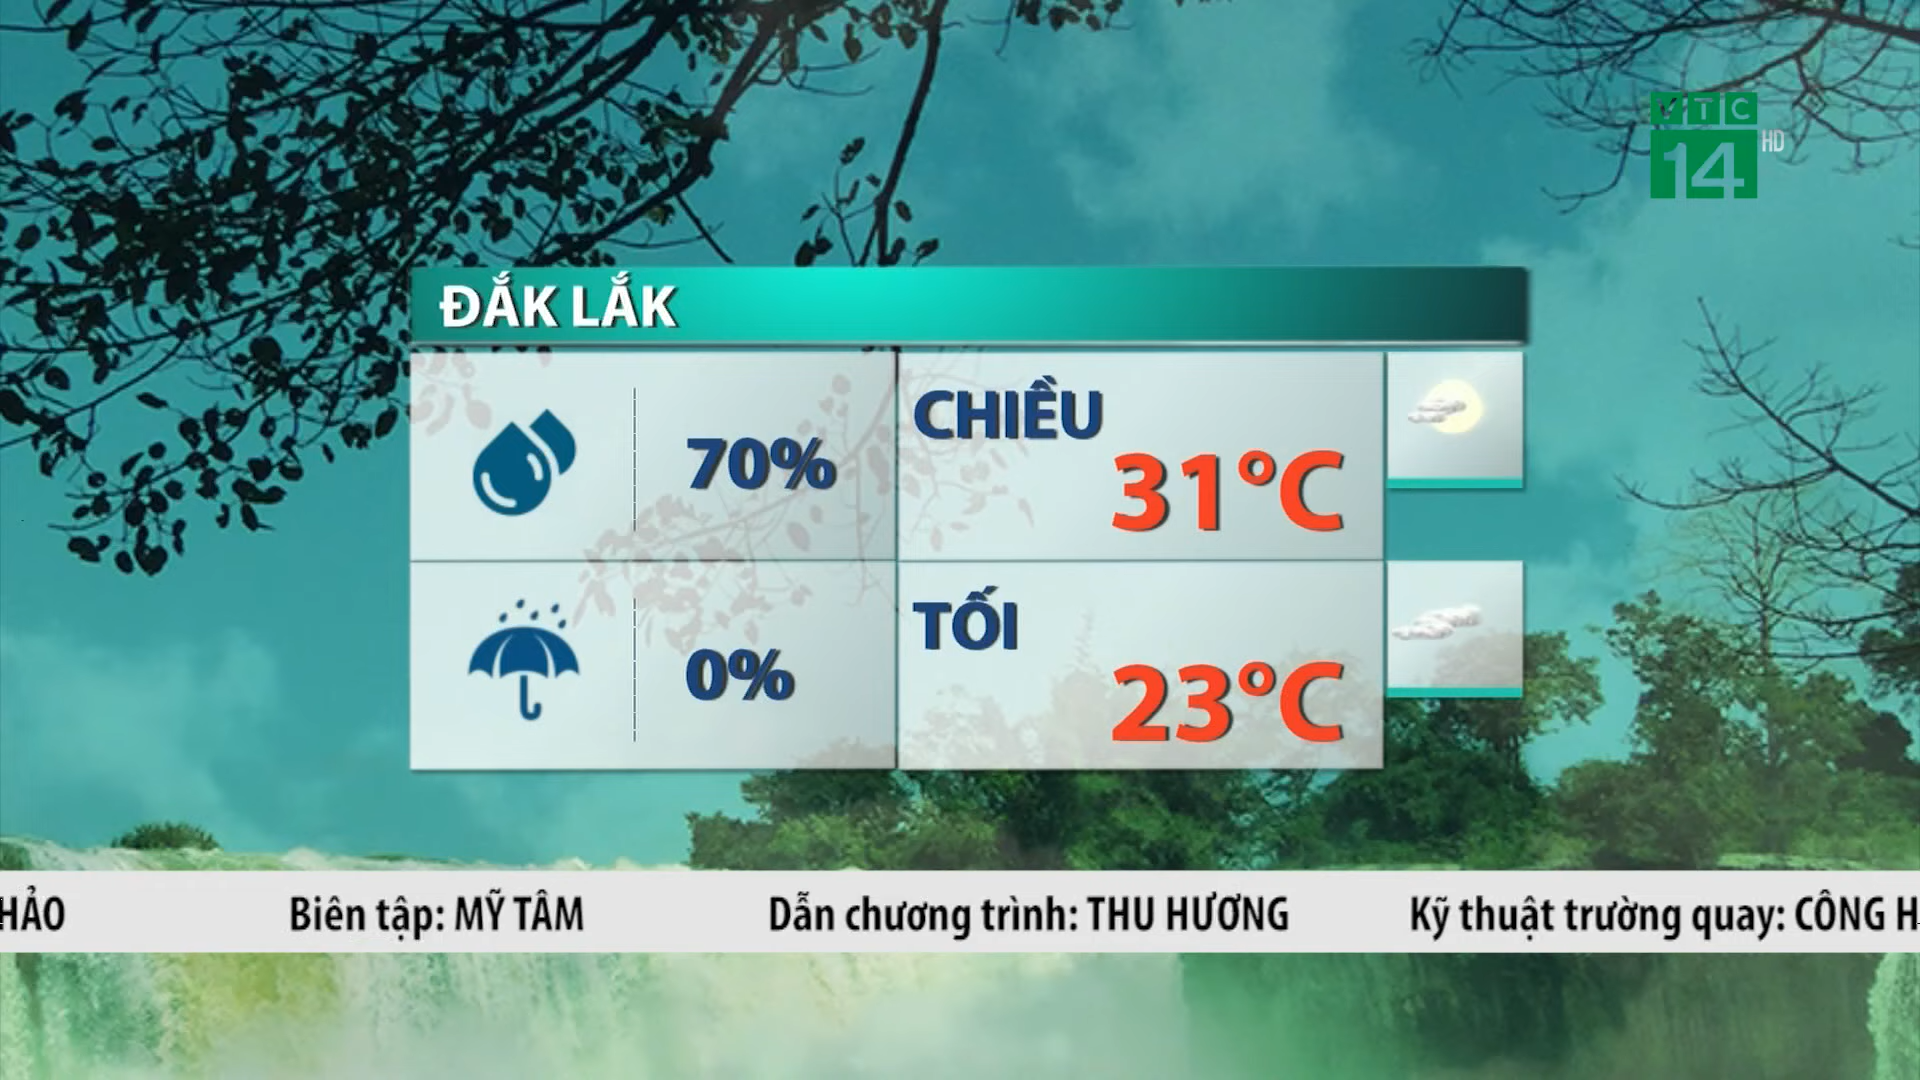 VTC
14 HD
ĐẮK LẮK
70%
CHIỀU
31°C
0%
TỐI
23°C
HẢO Biên tập: MỸ TÂM Dẫn chương trình: THU HƯƠNG Kỹ thuật trường quay: CÔNG H